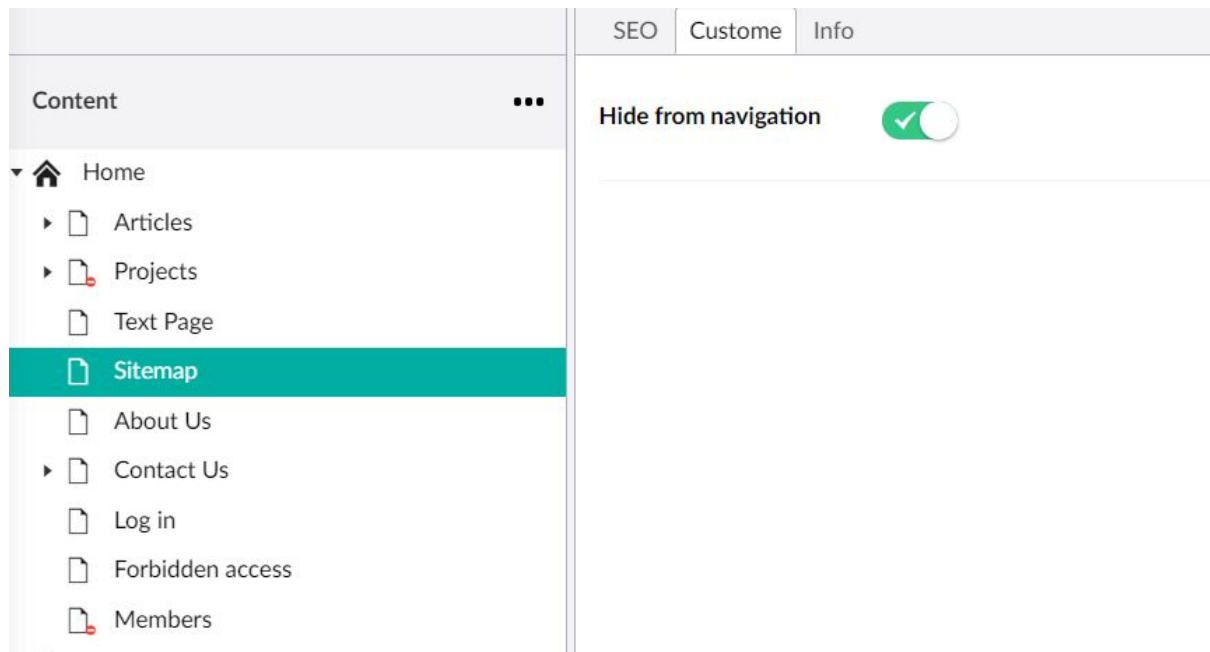 SEO Custome Info
Content
Hide from navigation
Home
Articles
Projects
Text Page
Sitemap
About Us
Contact Us
Log in
Forbidden access
Members